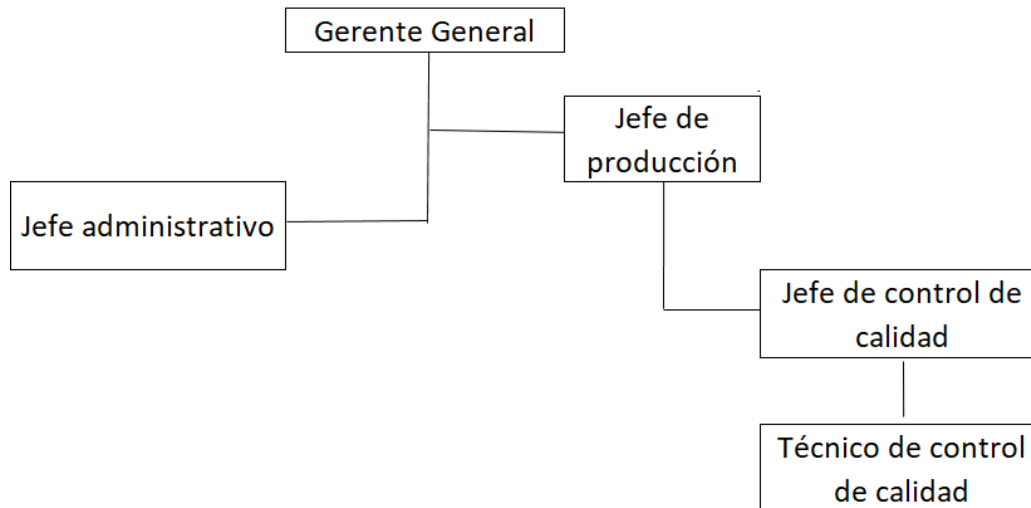 Gerente General
Jefe de
producción
Jefe administrativo
Jefe de control de
calidad
Técnico de control
de calidad